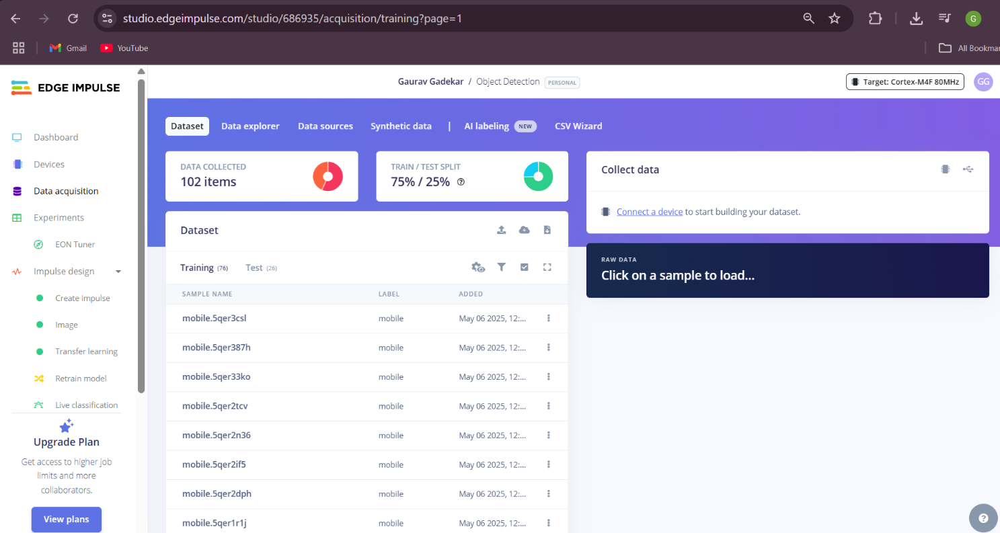 studio.edgeimpulse.com/studio/686935/acquisition/training?page=1
G
Gmail
YouTube
All Bookmar
EDGE IMPULSE
Gaurav Gadekar / Object Detection PERSONAL
Target: Cortex-M4F 80MHz
GG
Dashboard
Devices
Data acquisition
Experiments
EON Tuner
Impulse design
Create impulse
Image
Transfer learning
Retrain model
Live classification
Upgrade Plan
Get access to higher job
limits and more
collaborators.
View plans
Dataset Data explorer Data sources Synthetic data | AI labeling NEW CSV Wizard
DATA COLLECTED
102 items
TRAIN / TEST SPLIT
75% / 25% ?
Collect data
Connect a device to start building your dataset.
RAW DATA
Click on a sample to load...
Dataset
Training (76) Test (26)
SAMPLE NAME LABEL ADDED
mobile.5qer3csl mobile May 06 2025, 12:...
mobile.5qer387h mobile May 06 2025, 12:...
mobile.5qer33ko mobile May 06 2025, 12:...
mobile.5qer2tcv mobile May 06 2025, 12:...
mobile.5qer2n36 mobile May 06 2025, 12:...
mobile.5qer2if5 mobile May 06 2025, 12:...
mobile.5qer2dph mobile May 06 2025, 12:...
mobile.5qer1r1j mobile May 06 2025, 12:...
?